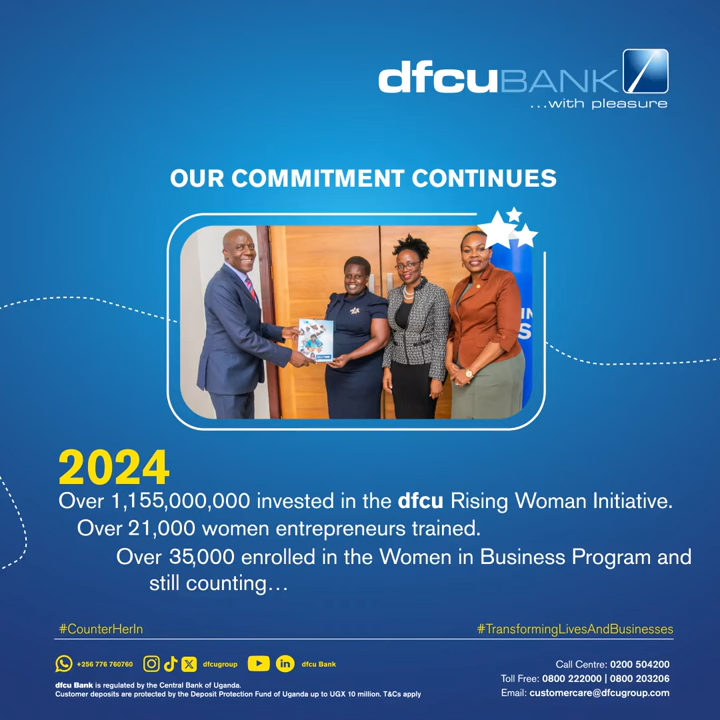 dfcuBANK
...with pleasure
OUR COMMITMENT CONTINUES
2024
Over 1,155,000,000 invested in the dfcu Rising Woman Initiative.
Over 21,000 women entrepreneurs trained.
Over 35,000 enrolled in the Women in Business Program and
still counting...
#CounterHerIn
#TransformingLivesAndBusinesses
+256 776 760760
dfcugroup
dfcu Bank
dfcu Bank is regulated by the Central Bank of Uganda.
Customer deposits are protected by the Deposit Protection Fund of Uganda up to UGX 10 million. T&Cs apply
Call Centre: 0200 504200
Toll Free: 0800 222000 | 0800 203206
Email: customercare@dfcugroup.com